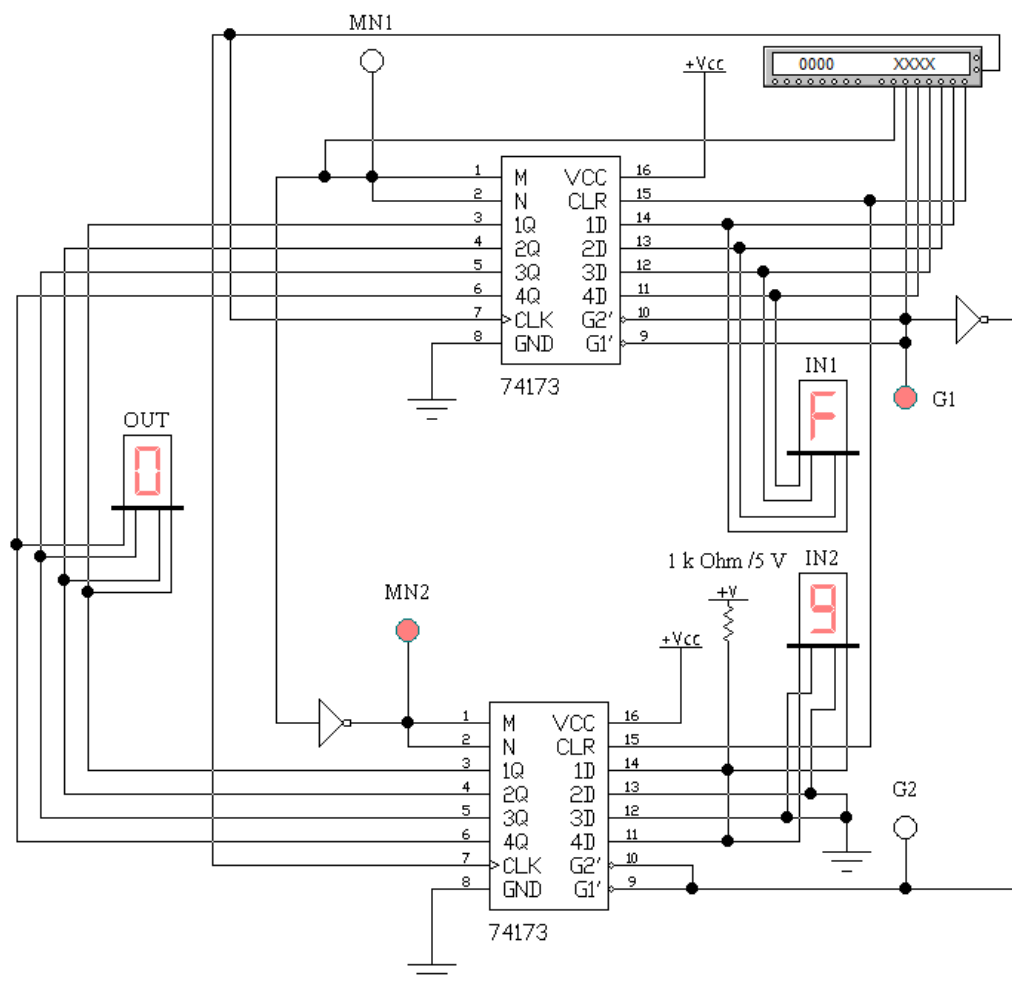 MN1
+Vcc
0000 XXXX
1 M VCC 16
2 N CLR 15
3 1Q 1D 14
4 2Q 2D 13
5 3Q 3D 12
6 4Q 4D 11
7 CLK G2' 10
8 GND G1' 9
74173
IN1
F
G1
OUT
0
1 k Ohm /5 V
+V
IN2
9
MN2
+Vcc
1 M VCC 16
2 N CLR 15
3 1Q 1D 14
4 2Q 2D 13
5 3Q 3D 12
6 4Q 4D 11
7 CLK G2' 10
8 GND G1' 9
74173
G2